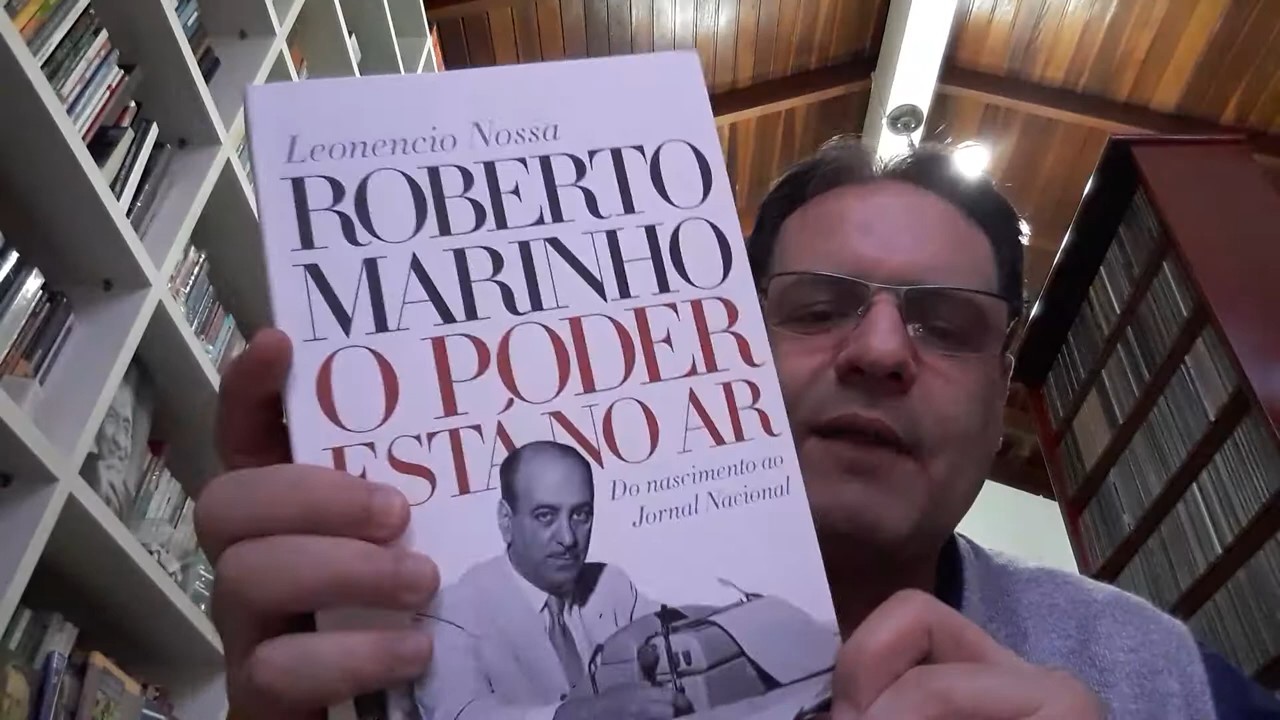 Leonencio Nossa
ROBERTO
MARINHO
O PODER
ESTÁ NO AR
Do nascimento ao
Jornal Nacional